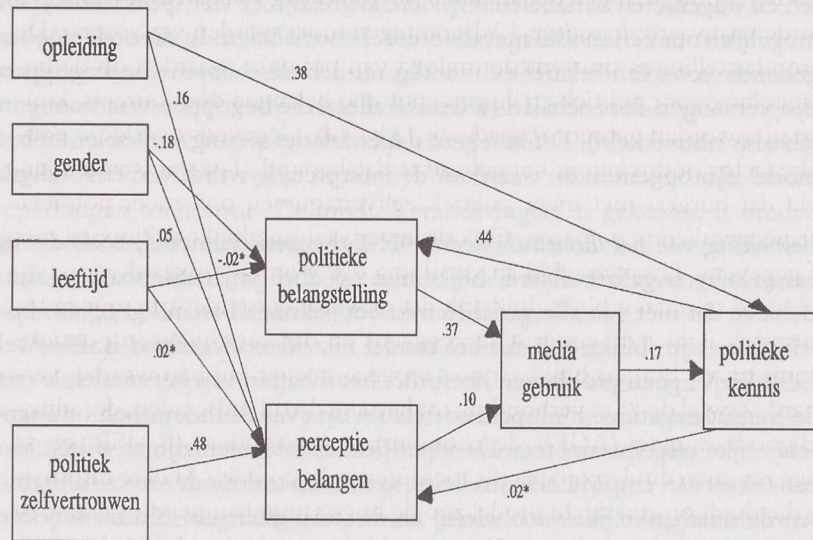 opleiding
.38
.16
-.18
gender
.05
-.02*
.44
leeftijd
politieke
belangstelling
.37
.02*
media
gebruik
.17
politieke
kennis
.10
.48
perceptie
belangen
politiek
zelfvertrouwen
.02*